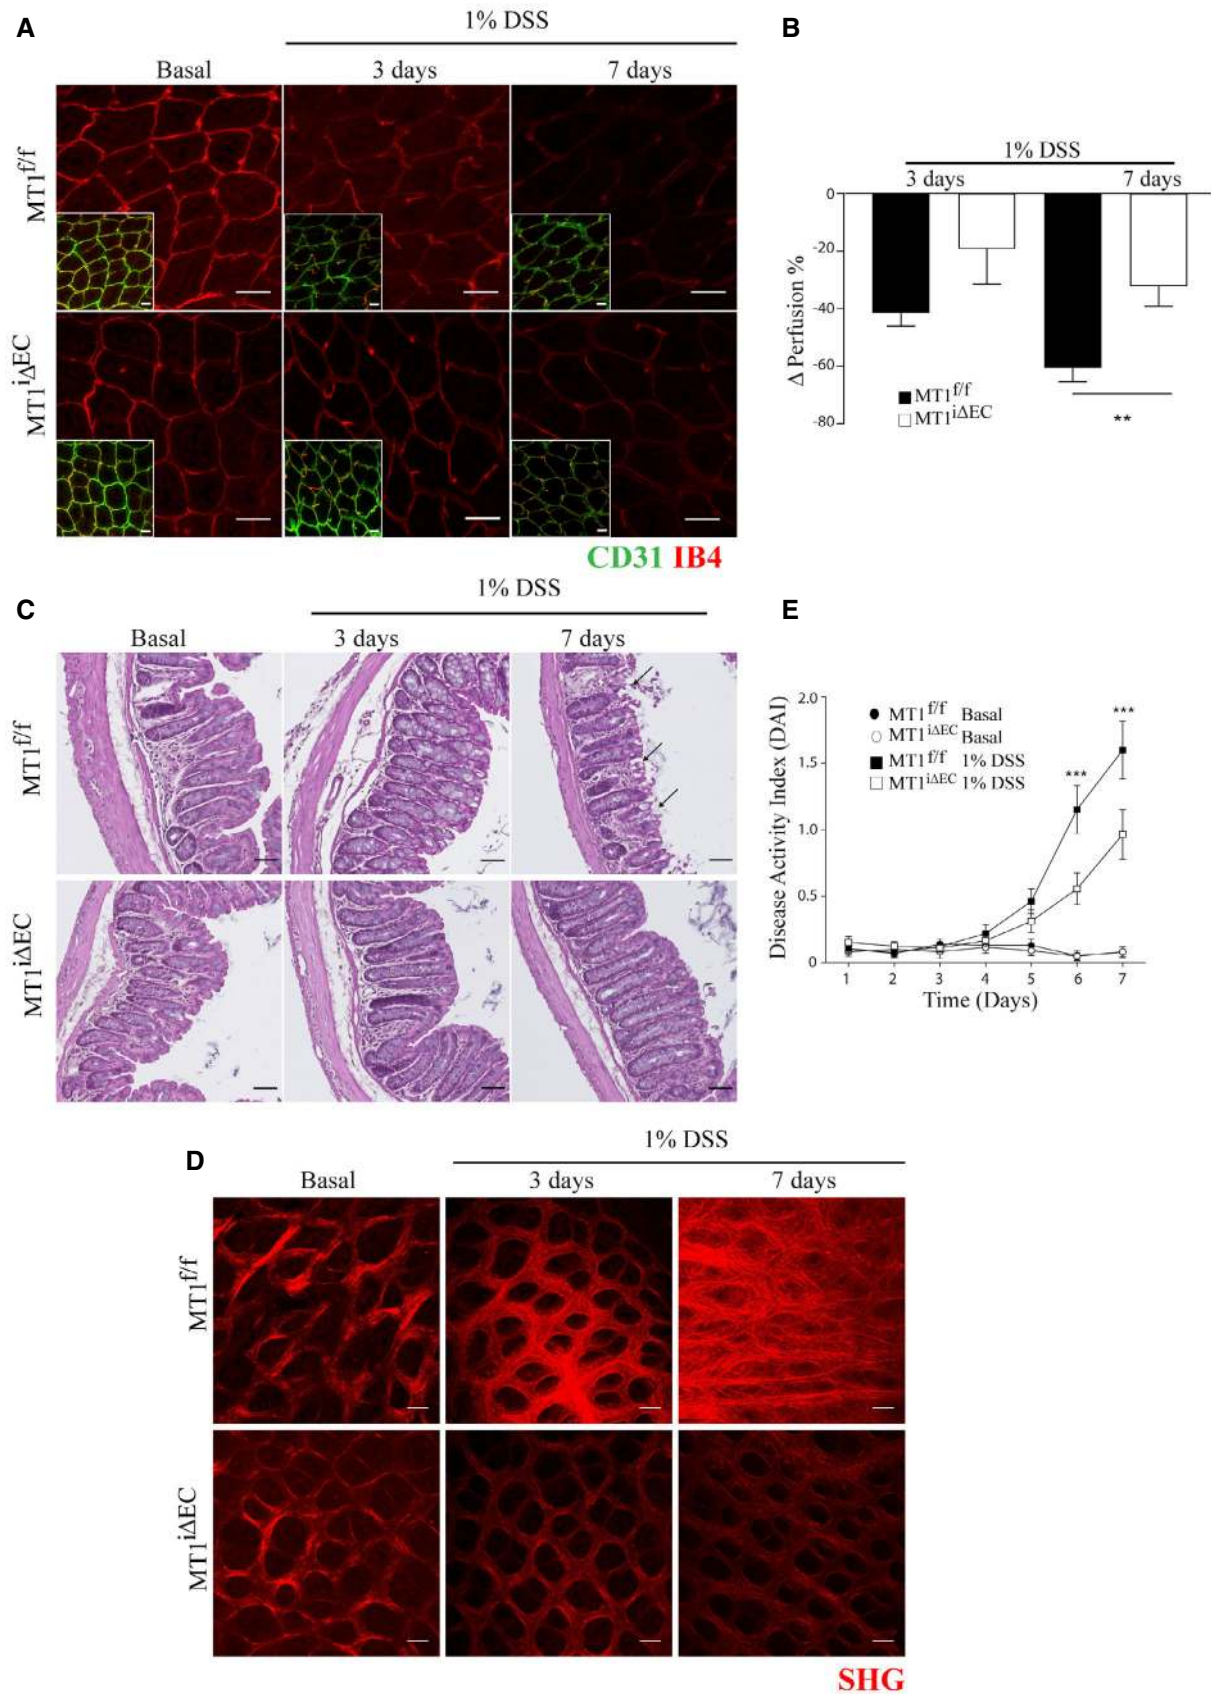 A
1% DSS
Basal 3 days 7 days
MT1f/f
MT1iΔEC
CD31 IB4
B
1% DSS
3 days 7 days
0
-20
-40
-60
-80
Δ Perfusion %
MT1f/f
MT1iΔEC
**
C
1% DSS
Basal 3 days 7 days
MT1f/f
MT1iΔEC
E
2.0
1.5
1.0
0.5
0
Disease Activity Index (DAI)
MT1f/f Basal
MT1iΔEC Basal
MT1f/f 1% DSS
MT1iΔEC 1% DSS
***
***
1 2 3 4 5 6 7
Time (Days)
D
1% DSS
Basal 3 days 7 days
MT1f/f
MT1iΔEC
SHG